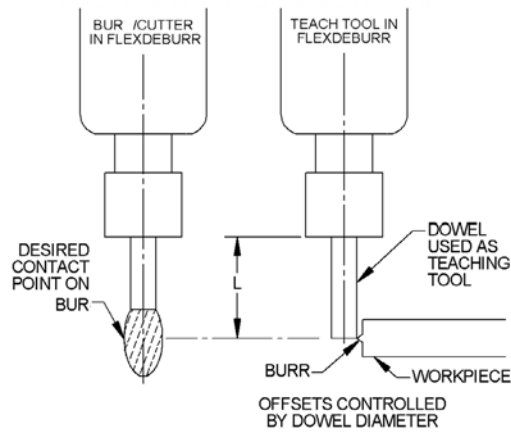 BUR /CUTTER
IN FLEXDEBURR
TEACH TOOL IN
FLEXDEBURR
DESIRED
CONTACT
POINT ON
BUR
L
DOWEL
USED AS
TEACHING
TOOL
BURR
WORKPIECE
OFFSETS CONTROLLED
BY DOWEL DIAMETER